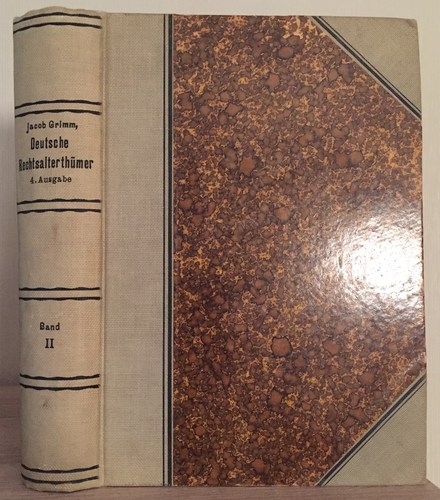 Jacob Grimm,
Deutsche
Rechtsalterthümer
4. Ausgabe
Band
II